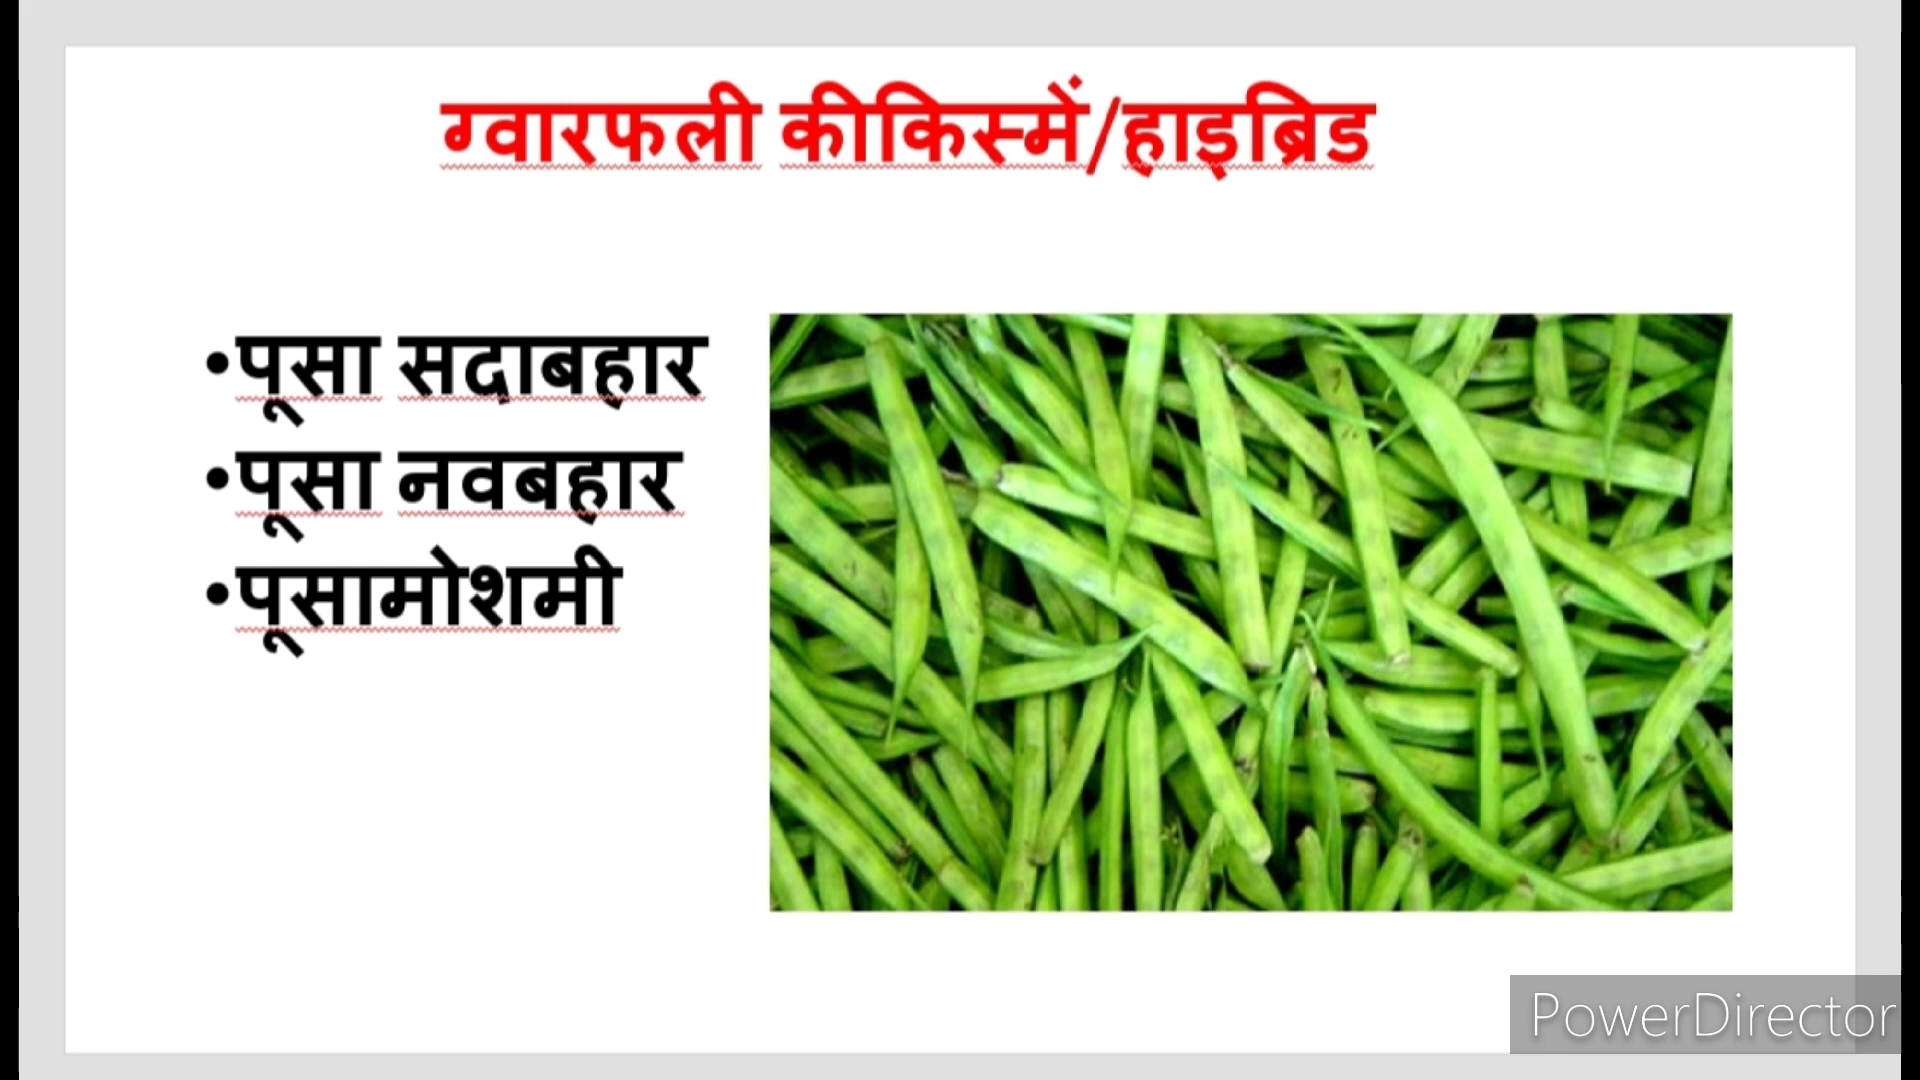 ग्वारफली कीकिस्में/हाइब्रिड
•पूसा सदाबहार
•पूसा नवबहार
•पूसामोशमी
PowerDirector